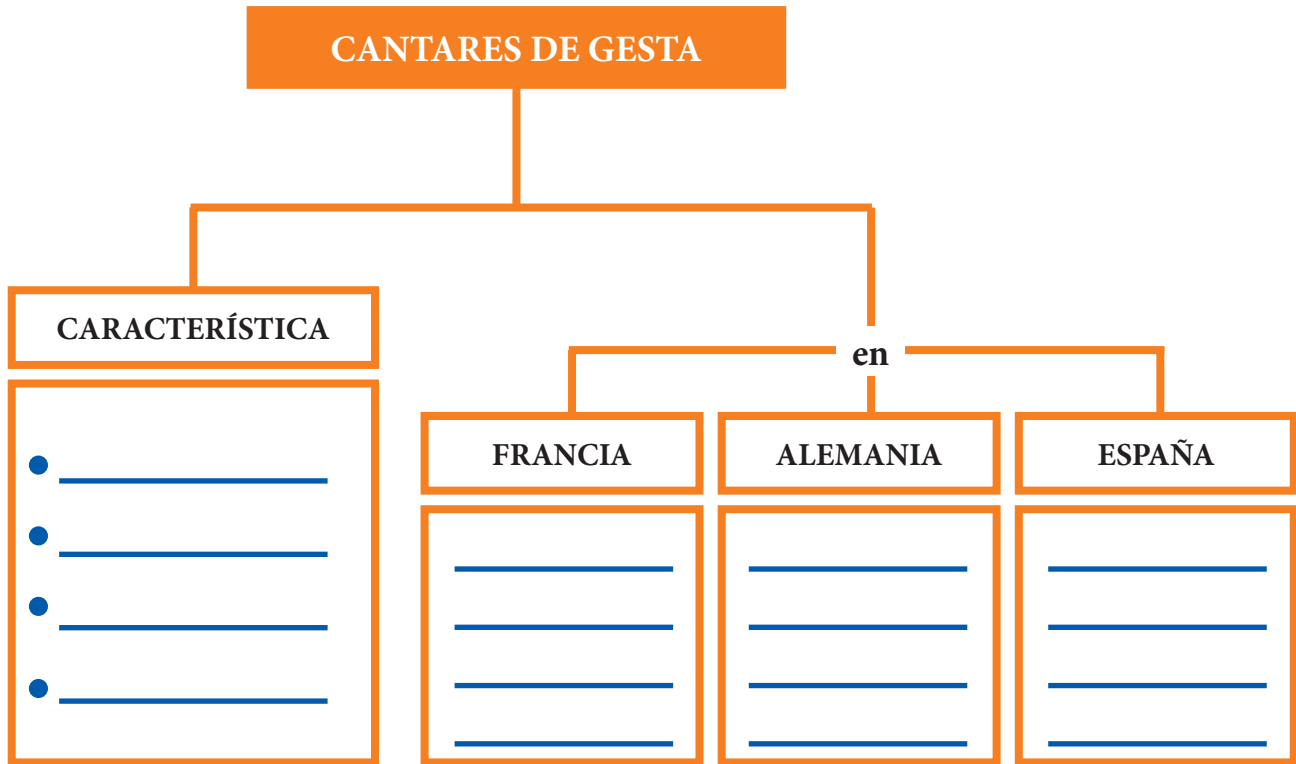 CANTARES DE GESTA
CARACTERÍSTICA
en
FRANCIA
ALEMANIA
ESPAÑA